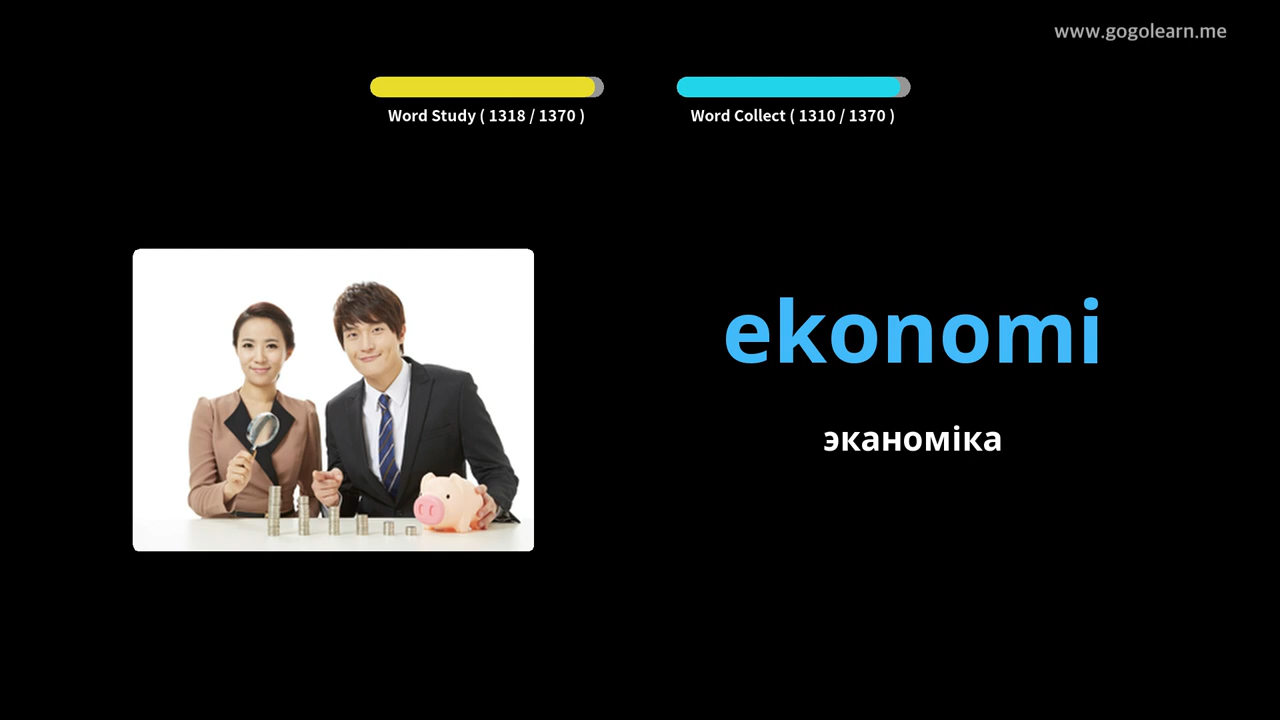 www.gogolearn.me
Word Study ( 1318 / 1370 )
Word Collect ( 1310 / 1370 )
ekonomi
эканоміка